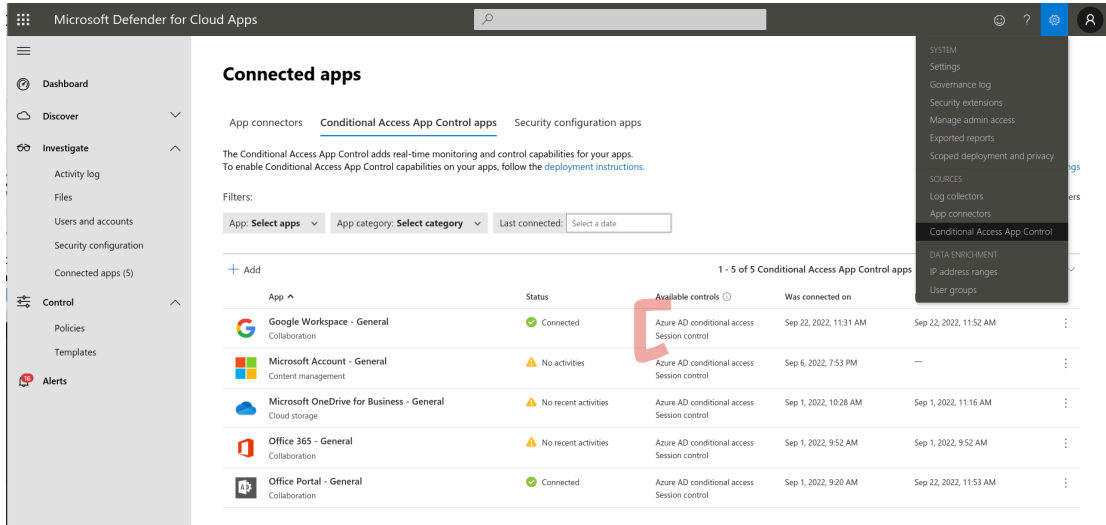 Microsoft Defender for Cloud Apps
?
Dashboard
Discover
Investigate
Activity log
Files
Users and accounts
Security configuration
Connected apps (5)
Control
Policies
Templates
16
Alerts
Connected apps
App connectors Conditional Access App Control apps Security configuration apps
The Conditional Access App Control adds real-time monitoring and control capabilities for your apps.
To enable Conditional Access App Control capabilities on your apps, follow the deployment instructions.
Filters:
App: Select apps App category: Select category Last connected: Select a date
+ Add
1 - 5 of 5 Conditional Access App Control apps
App Status Available controls Was connected on
Google Workspace - General Connected Azure AD conditional access Sep 22, 2022, 11:31 AM Sep 22, 2022, 11:52 AM
Collaboration Session control
Microsoft Account - General No activities Azure AD conditional access Sep 6, 2022, 7:53 PM —
Content management Session control
Microsoft OneDrive for Business - General No recent activities Azure AD conditional access Sep 1, 2022, 10:28 AM Sep 1, 2022, 11:16 AM
Cloud storage Session control
Office 365 - General No recent activities Azure AD conditional access Sep 1, 2022, 9:52 AM Sep 1, 2022, 9:52 AM
Collaboration Session control
Office Portal - General Connected Azure AD conditional access Sep 1, 2022, 9:20 AM Sep 22, 2022, 11:53 AM
Collaboration Session control
SYSTEM
Settings
Governance log
Security extensions
Manage admin access
Exported reports
Scoped deployment and privacy
SOURCES
Log collectors
App connectors
Conditional Access App Control
DATA ENRICHMENT
IP address ranges
User groups